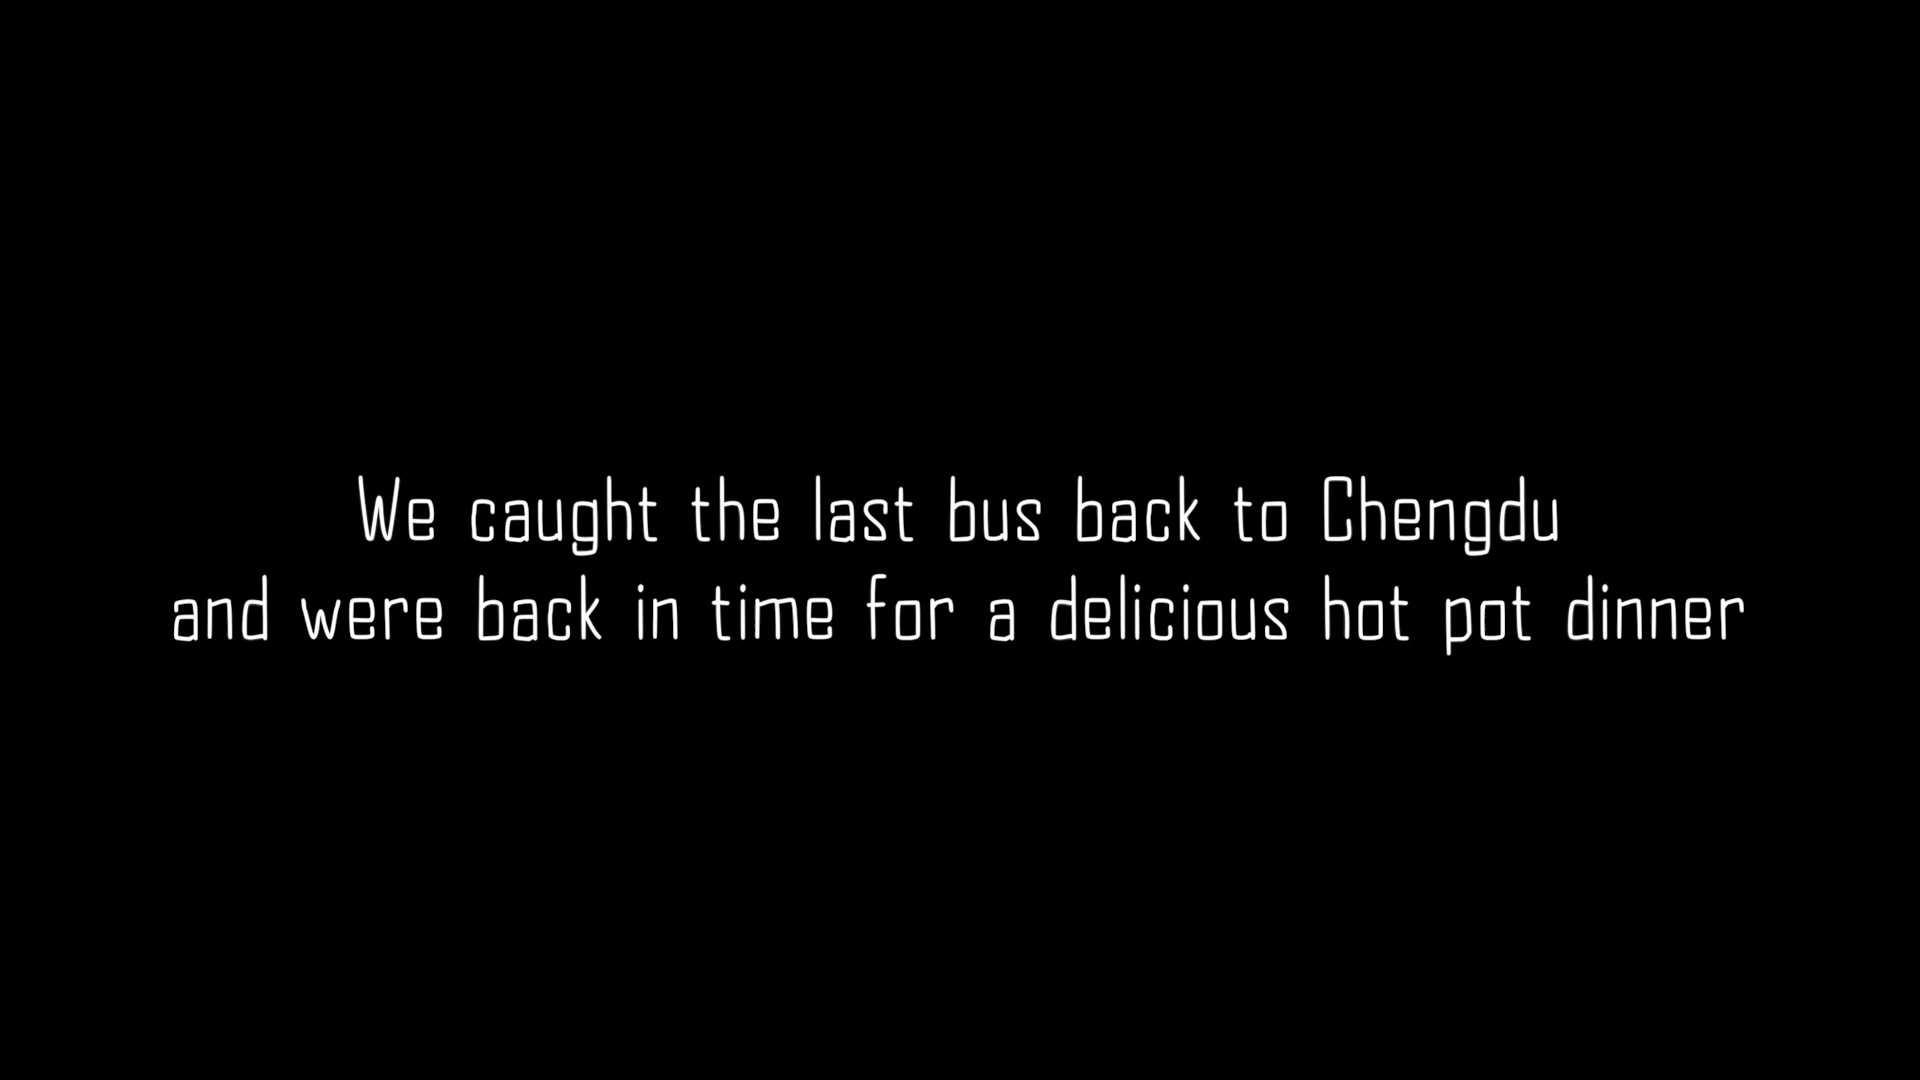 We caught the last bus back to Chengdu
and were back in time for a delicious hot pot dinner